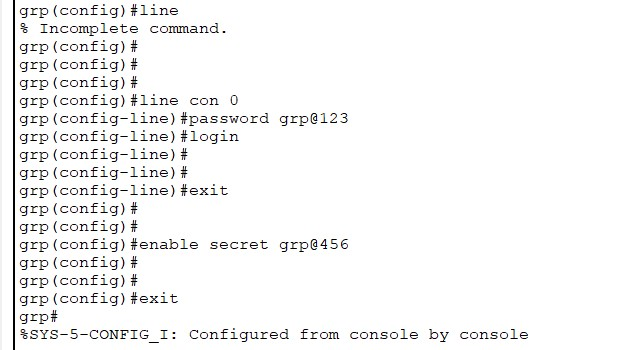 grp(config)#line
% Incomplete command.
grp(config)#
grp(config)#
grp(config)#
grp(config)#line con 0
grp(config-line)#password grp@123
grp(config-line)#login
grp(config-line)#
grp(config-line)#
grp(config-line)#exit
grp(config)#
grp(config)#
grp(config)#enable secret grp@456
grp(config)#
grp(config)#
grp(config)#exit
grp#
%SYS-5-CONFIG_I: Configured from console by console